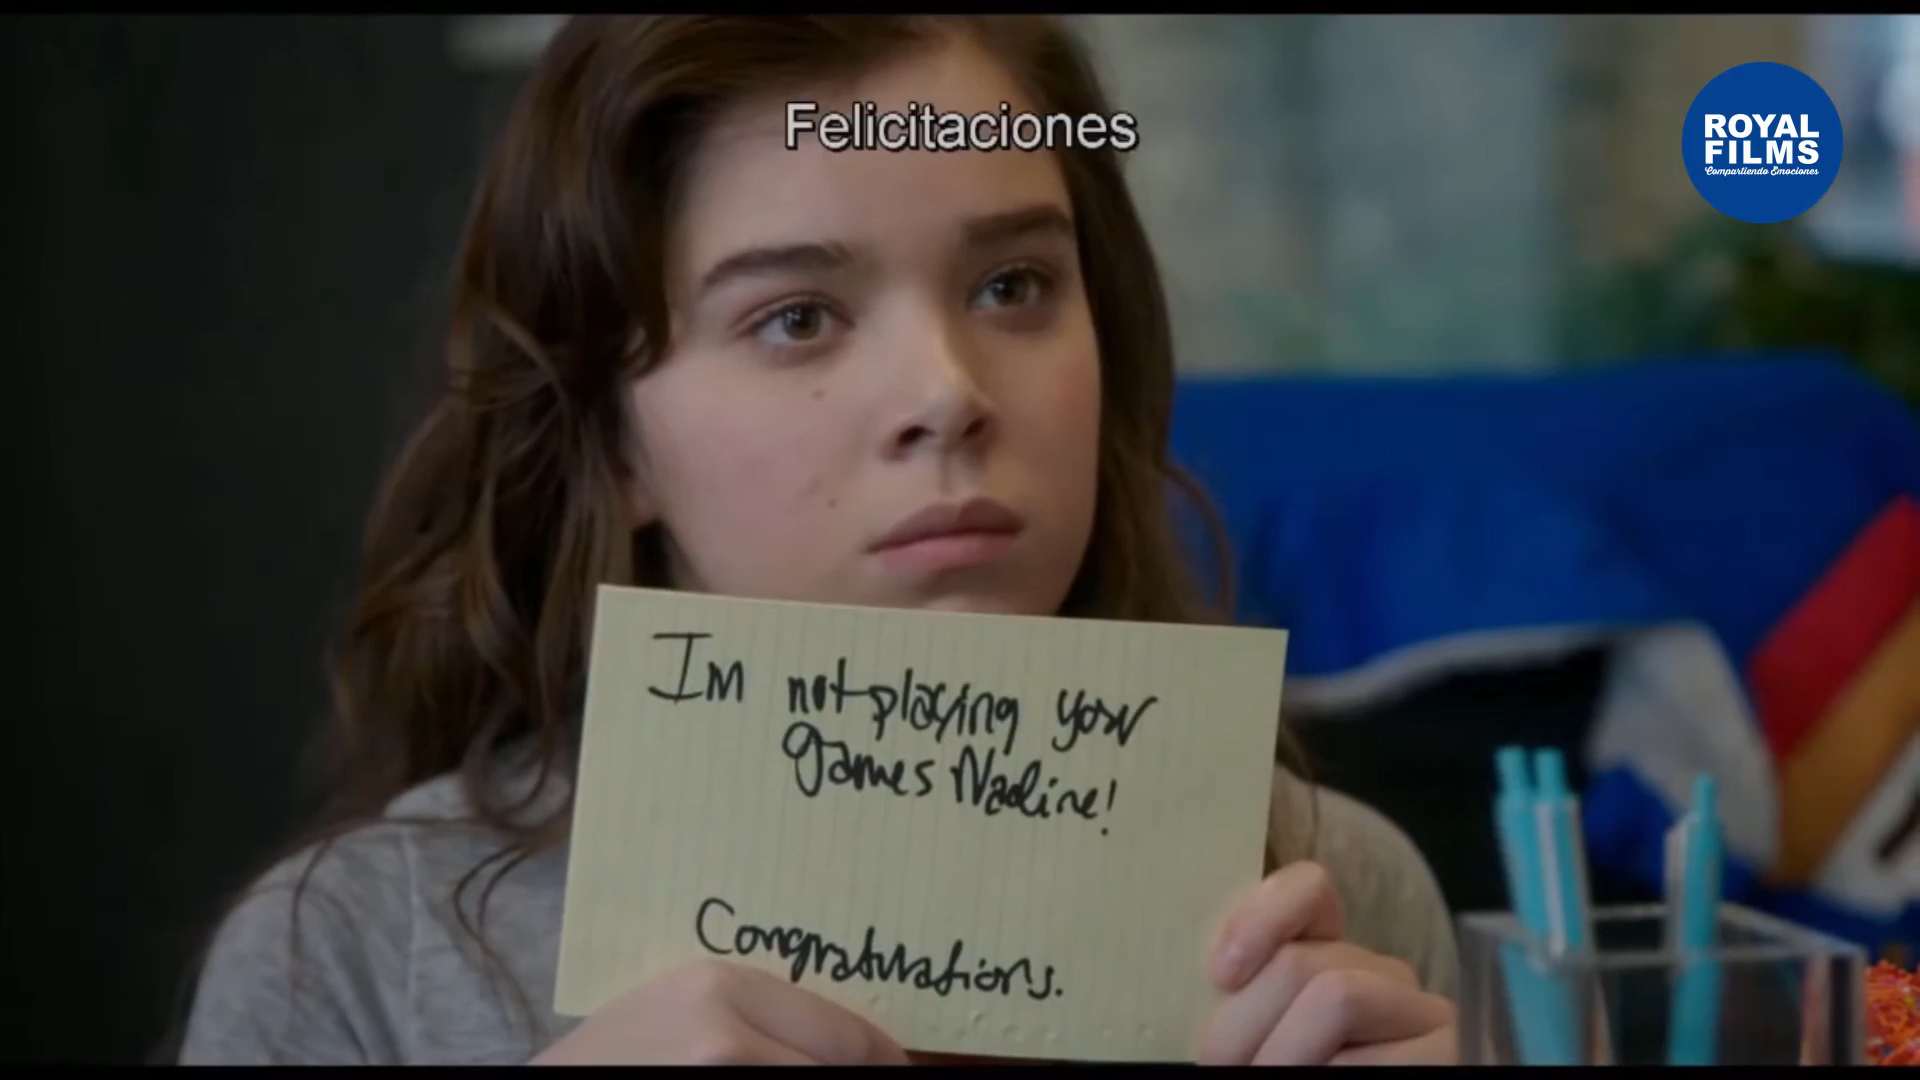 Felicitaciones
ROYAL
FILMS
Compartiendo Emociones
Im not playing your
games Nadine!
Congratulations.